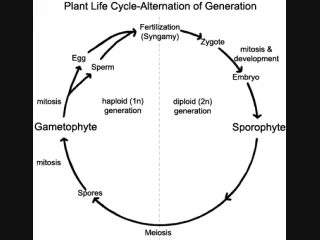 Plant Life Cycle-Alternation of Generation
Fertilization
(Syngamy)
Zygote
mitosis &
development
Embryo
Egg
Sperm
mitosis
haploid (1n)
generation
diploid (2n)
generation
Gametophyte
Sporophyte
mitosis
Spores
Meiosis